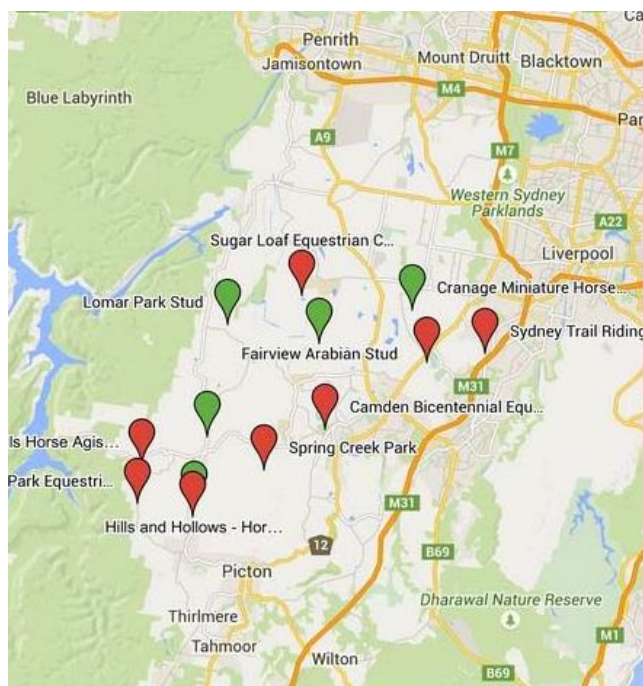 Penrith
Jamisontown
Mount Druitt
Blacktown
Blue Labyrinth
M4
A9
M7
Western Sydney
Parklands
A22
Sugar Loaf Equestrian C...
Liverpool
Lomar Park Stud
Cranage Miniature Horse...
Fairview Arabian Stud
Sydney Trail Riding
M31
Camden Bicentennial Equ...
ls Horse Agis...
Spring Creek Park
Park Equestri...
M31
Hills and Hollows - Hor...
12
B69
Picton
Dharawal Nature Reserve
Thirlmere
M1
Tahmoor
Wilton
B69